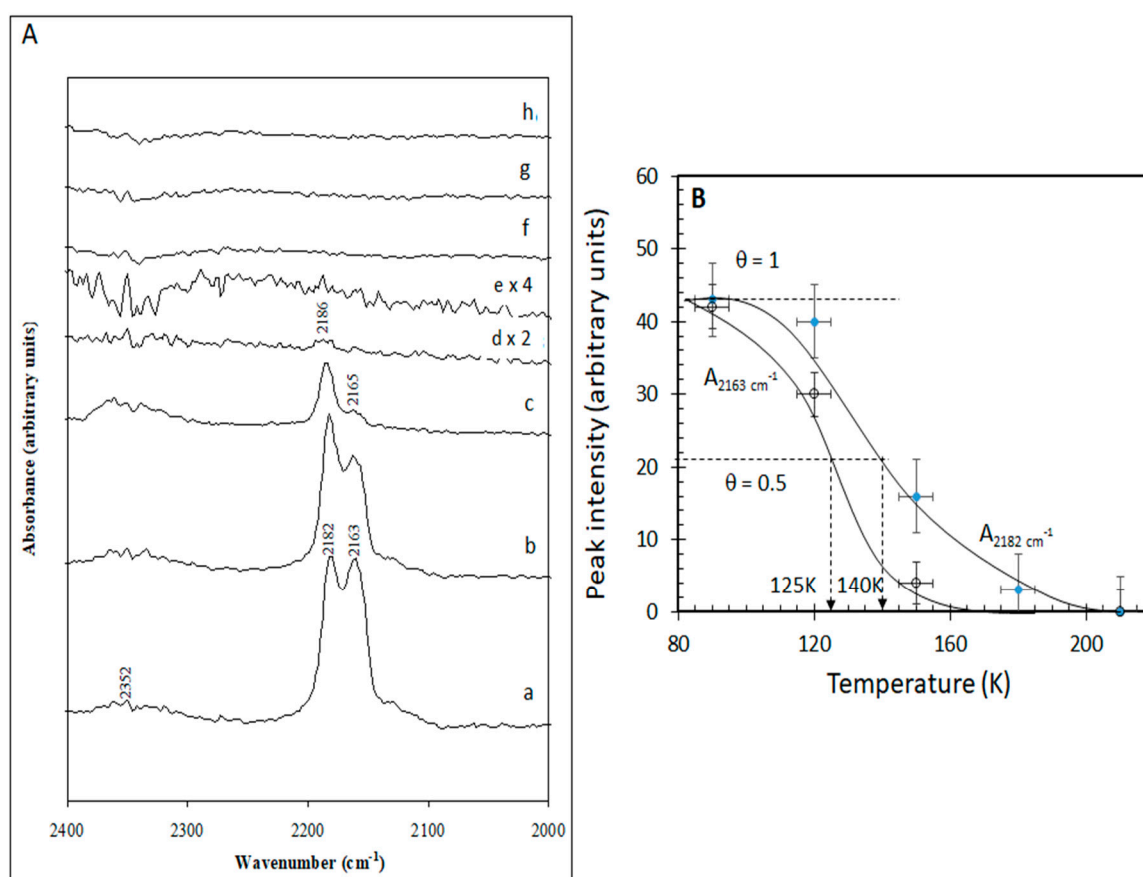 A
h
g
f
e x 4
2186
d x 2
2165
c
2182
2163
b
2352
a
Absorbance (arbitrary units)
2400
2300
2200
2100
2000
Wavenumber (cm-1)
B
60
50
40
30
20
10
0
θ = 1
A2163 cm-1
θ = 0.5
A2182 cm-1
125K
140K
Peak intensity (arbitrary units)
80
120
160
200
Temperature (K)